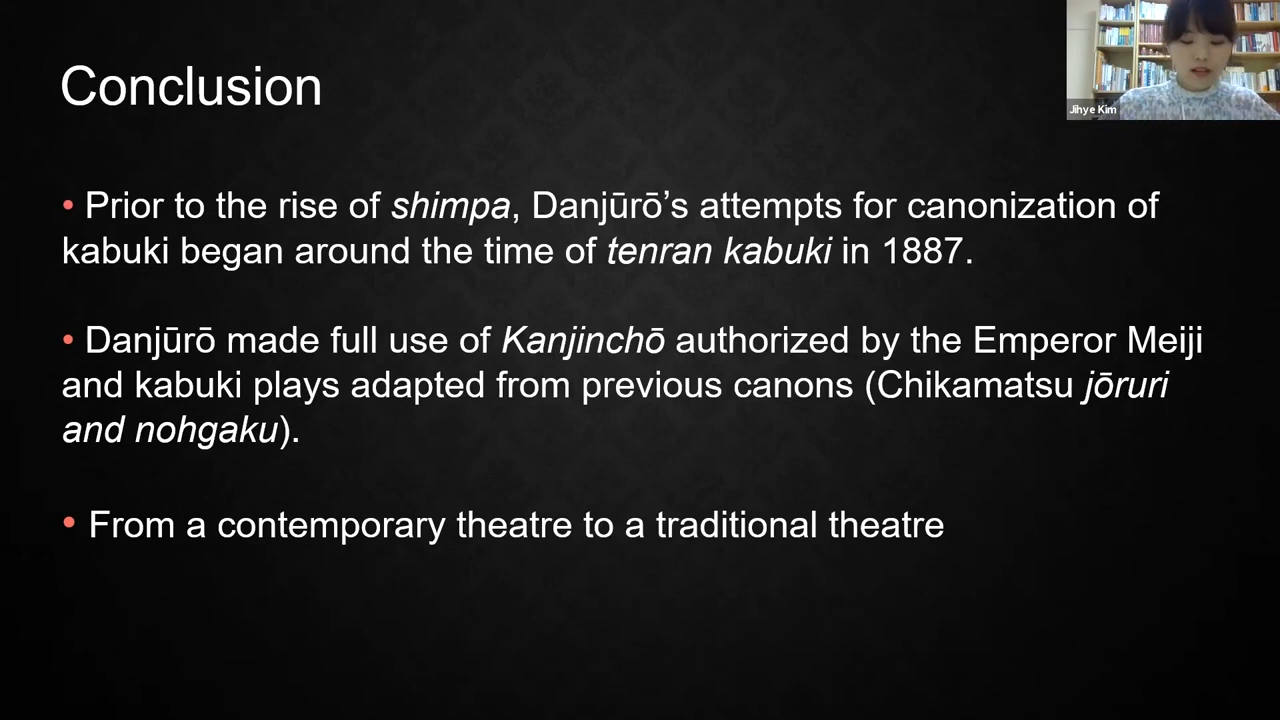 Conclusion
Jihye Kim
• Prior to the rise of shimpa, Danjūrō’s attempts for canonization of
kabuki began around the time of tenran kabuki in 1887.
• Danjūrō made full use of Kanjinchō authorized by the Emperor Meiji
and kabuki plays adapted from previous canons (Chikamatsu jōruri
and nohgaku).
• From a contemporary theatre to a traditional theatre